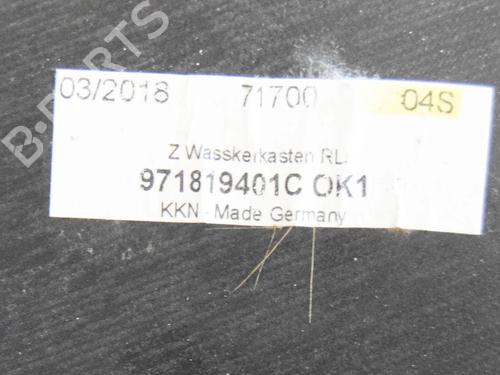 03/2018 71700 04S
Z Wasskerkasten RL.
971819401C OK1
KKN - Made Germany
B-PARTS